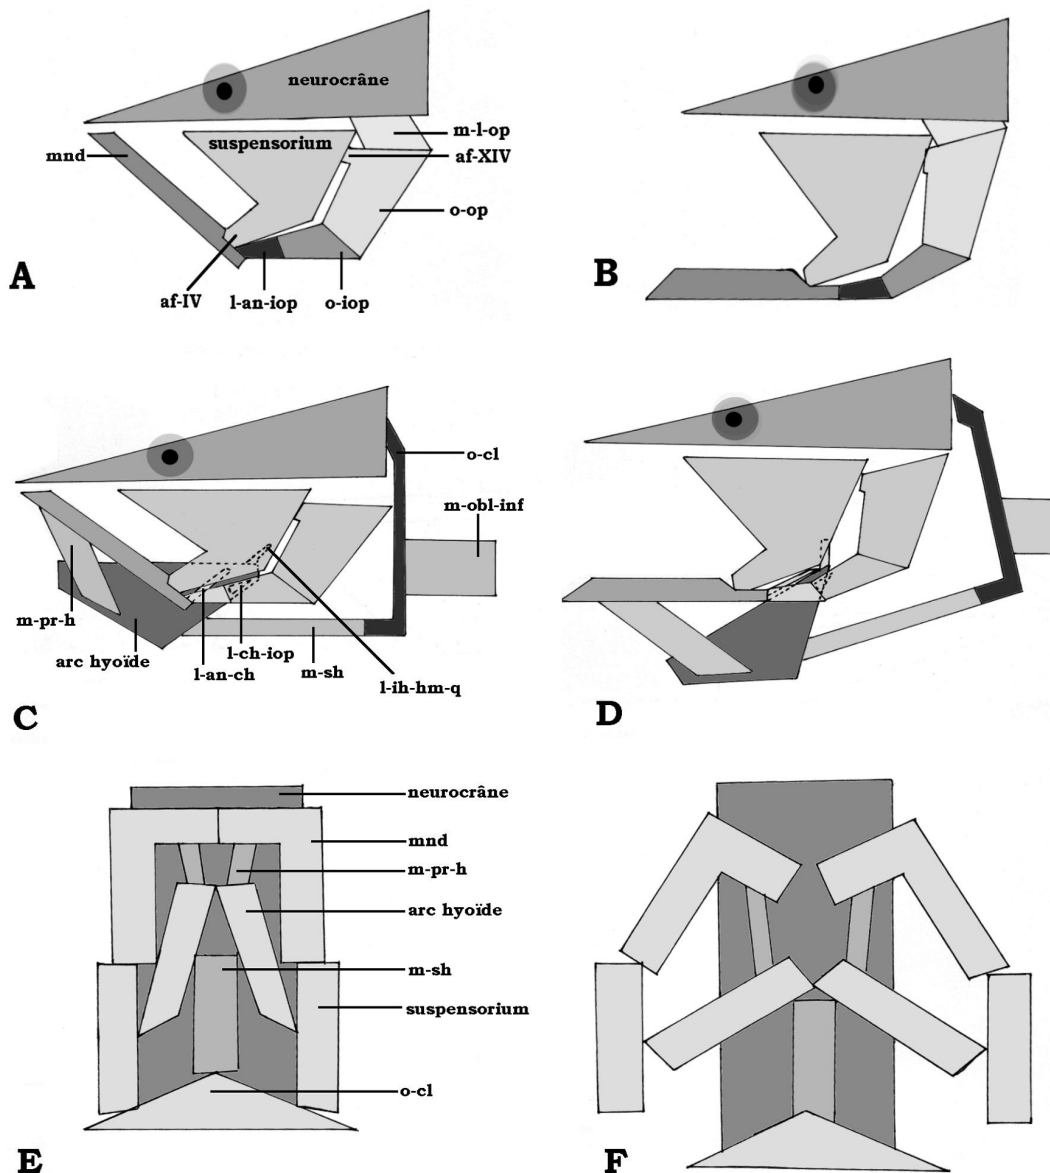 neurocrâne
m-l-op
suspensorium
mnd
af-XIV
o-op
A
B
af-IV
l-an-iop
o-iop
o-cl
m-obl-inf
m-pr-h
arc hyoïde
l-ch-iop
l-an-ch
m-sh
l-ih-hm-q
C
D
neurocrâne
mnd
m-pr-h
arc hyoïde
m-sh
suspensorium
o-cl
E
F